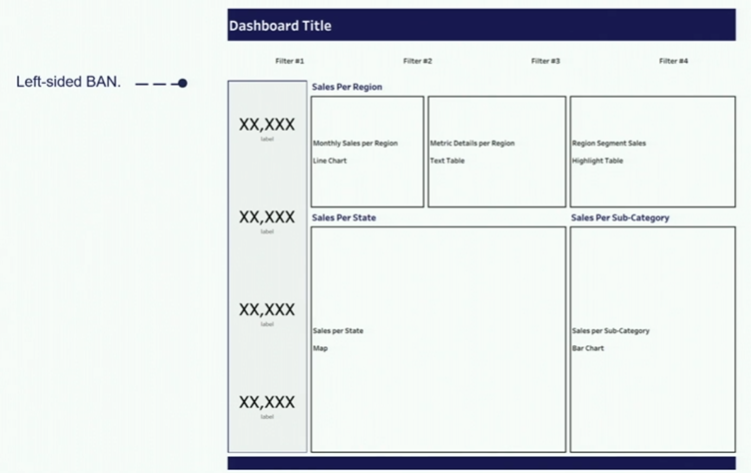 Dashboard Title
Filter #1 Filter #2 Filter #3 Filter #4
Left-sided BAN.
XX,XXX
label
XX,XXX
label
XX,XXX
label
XX,XXX
label
Sales Per Region
Monthly Sales per Region
Line Chart
Metric Details per Region
Text Table
Region Segment Sales
Highlight Table
Sales Per State
Sales per State
Map
Sales Per Sub-Category
Sales per Sub-Category
Bar Chart